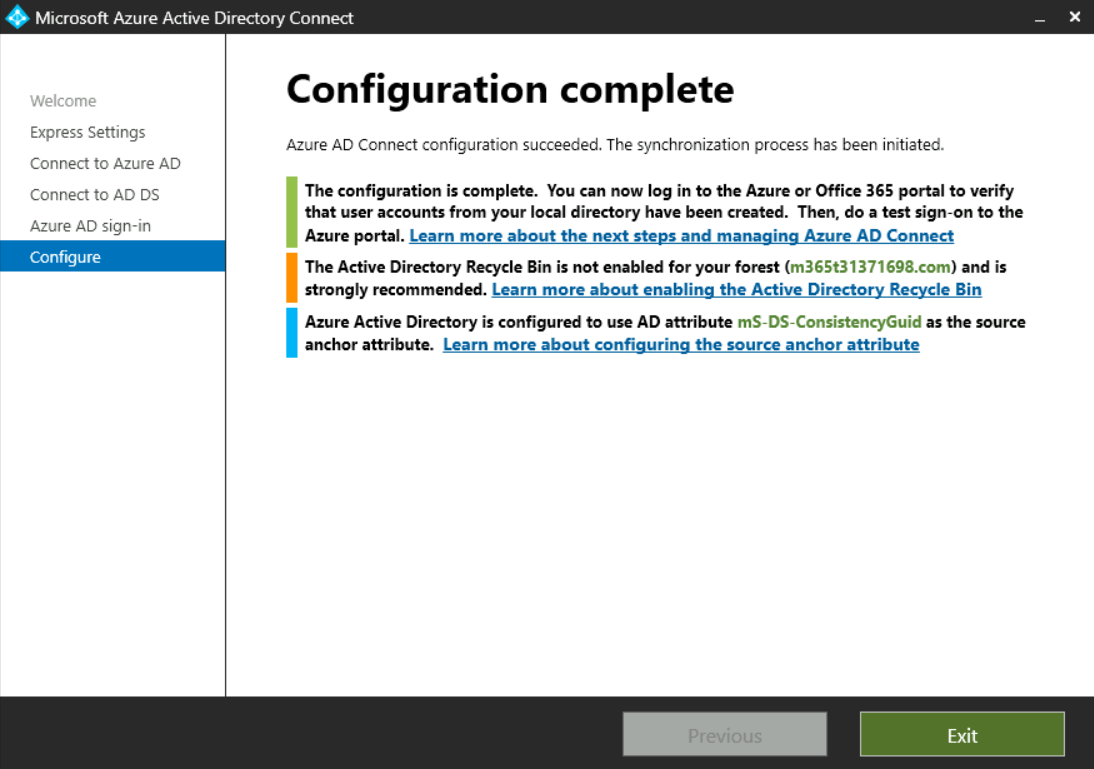 Microsoft Azure Active Directory Connect
Welcome
Express Settings
Connect to Azure AD
Connect to AD DS
Azure AD sign-in
Configure
Configuration complete
Azure AD Connect configuration succeeded. The synchronization process has been initiated.
The configuration is complete.  You can now log in to the Azure or Office 365 portal to verify
that user accounts from your local directory have been created.  Then, do a test sign-on to the
Azure portal. Learn more about the next steps and managing Azure AD Connect
The Active Directory Recycle Bin is not enabled for your forest (m365t31371698.com) and is
strongly recommended. Learn more about enabling the Active Directory Recycle Bin
Azure Active Directory is configured to use AD attribute mS-DS-ConsistencyGuid as the source
anchor attribute.  Learn more about configuring the source anchor attribute
Previous
Exit